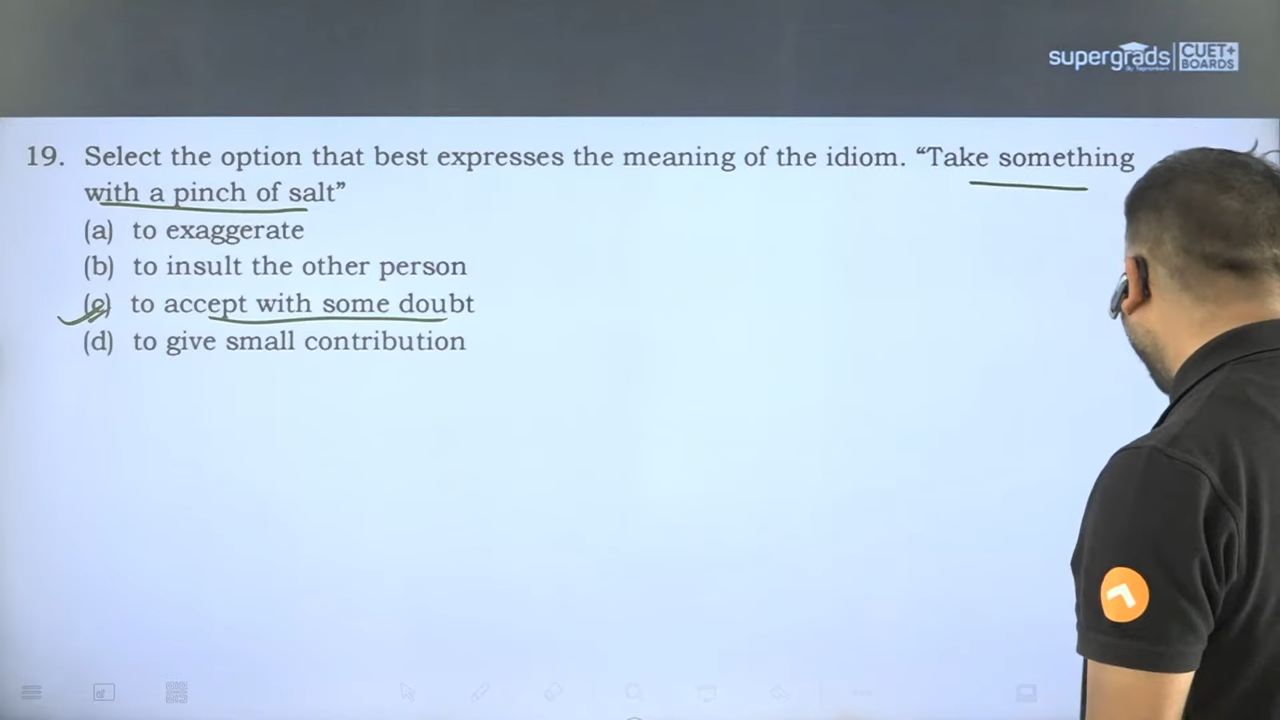 supergrads CUET+
BOARDS
19. Select the option that best expresses the meaning of the idiom. “Take something
with a pinch of salt”
(a) to exaggerate
(b) to insult the other person
(c) to accept with some doubt
(d) to give small contribution